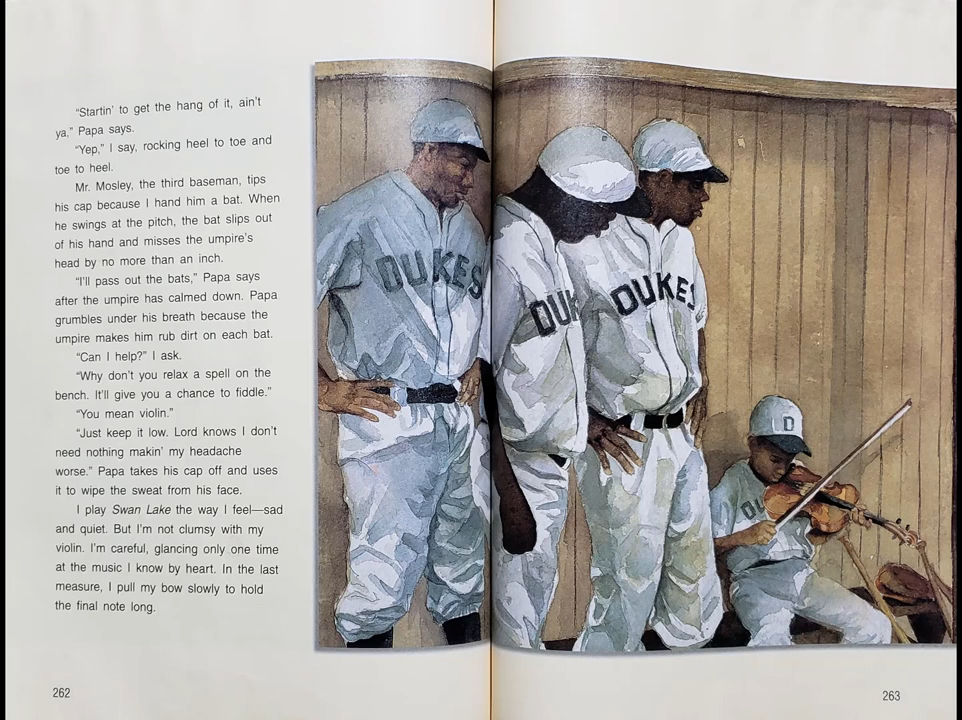 "Startin' to get the hang of it, ain't
ya," Papa says.
"Yep," I say, rocking heel to toe and
toe to heel.
Mr. Mosley, the third baseman, tips
his cap because I hand him a bat. When
he swings at the pitch, the bat slips out
of his hand and misses the umpire's
head by no more than an inch.
"I'll pass out the bats," Papa says
after the umpire has calmed down. Papa
grumbles under his breath because the
umpire makes him rub dirt on each bat.
"Can I help?" I ask.
"Why don't you relax a spell on the
bench. It'll give you a chance to fiddle."
"You mean violin."
"Just keep it low. Lord knows I don't
need nothing makin' my headache
worse." Papa takes his cap off and uses
it to wipe the sweat from his face.
I play Swan Lake the way I feel—sad
and quiet. But I'm not clumsy with my
violin. I'm careful, glancing only one time
at the music I know by heart. In the last
measure, I pull my bow slowly to hold
the final note long.
262
DUKES
DUK
DUKES
D
DU
263